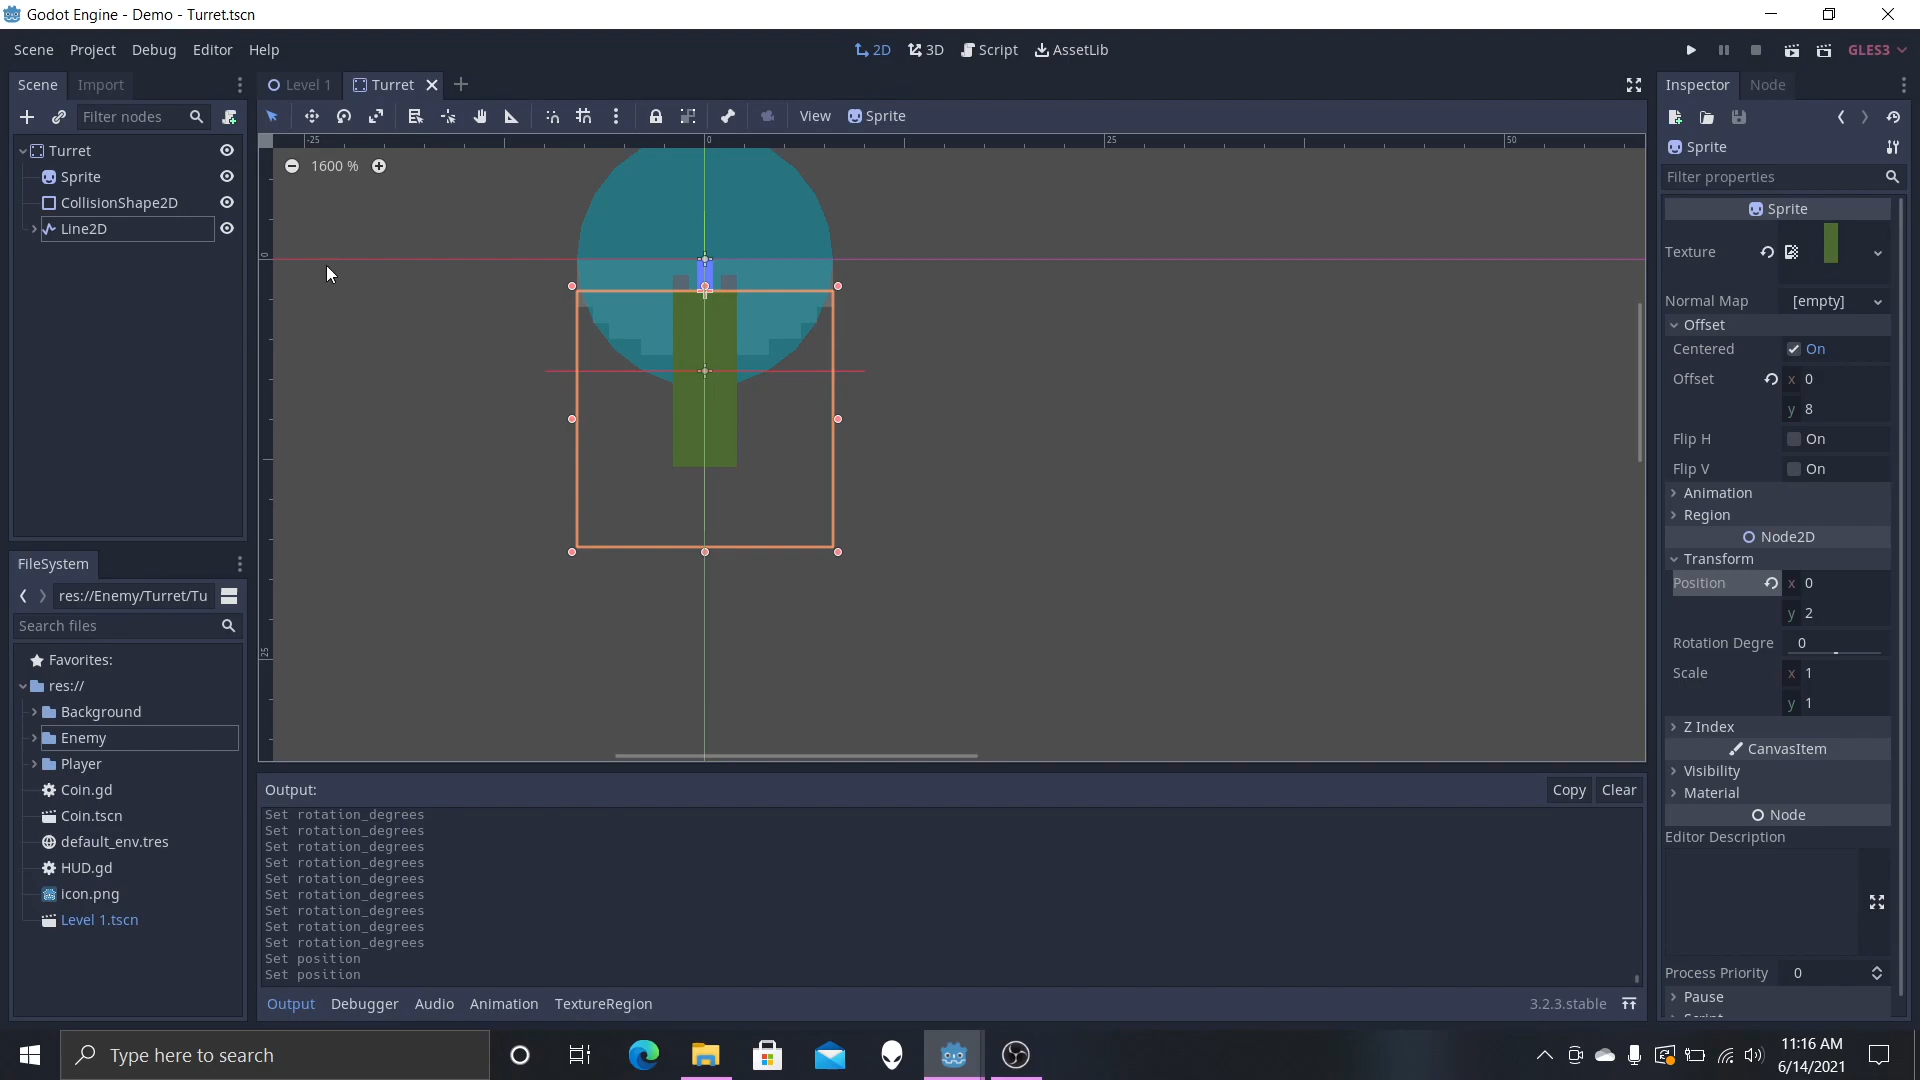 Godot Engine - Demo - Turret.tscn
Scene Project Debug Editor Help
2D 3D Script AssetLib
GLES3
Scene Import
Level 1 Turret
Inspector Node
Filter nodes
View Sprite
Turret
Sprite
CollisionShape2D
Line2D
-25 0 25 50
1600 %
0
25
Sprite
Filter properties
Sprite
Texture
Normal Map [empty]
Offset
Centered On
Offset x 0
y 8
Flip H On
Flip V On
Animation
Region
Node2D
Transform
Position x 0
y 2
Rotation Degre 0
Scale x 1
y 1
Z Index
CanvasItem
Visibility
Material
Node
Editor Description
Process Priority 0
Pause
FileSystem
res://Enemy/Turret/Tu
Search files
Favorites:
res://
Background
Enemy
Player
Coin.gd
Coin.tscn
default_env.tres
HUD.gd
icon.png
Level 1.tscn
Output: Copy Clear
Set rotation_degrees
Set rotation_degrees
Set rotation_degrees
Set rotation_degrees
Set rotation_degrees
Set rotation_degrees
Set rotation_degrees
Set rotation_degrees
Set rotation_degrees
Set position
Set position
Output Debugger Audio Animation TextureRegion
3.2.3.stable
Type here to search
11:16 AM
6/14/2021